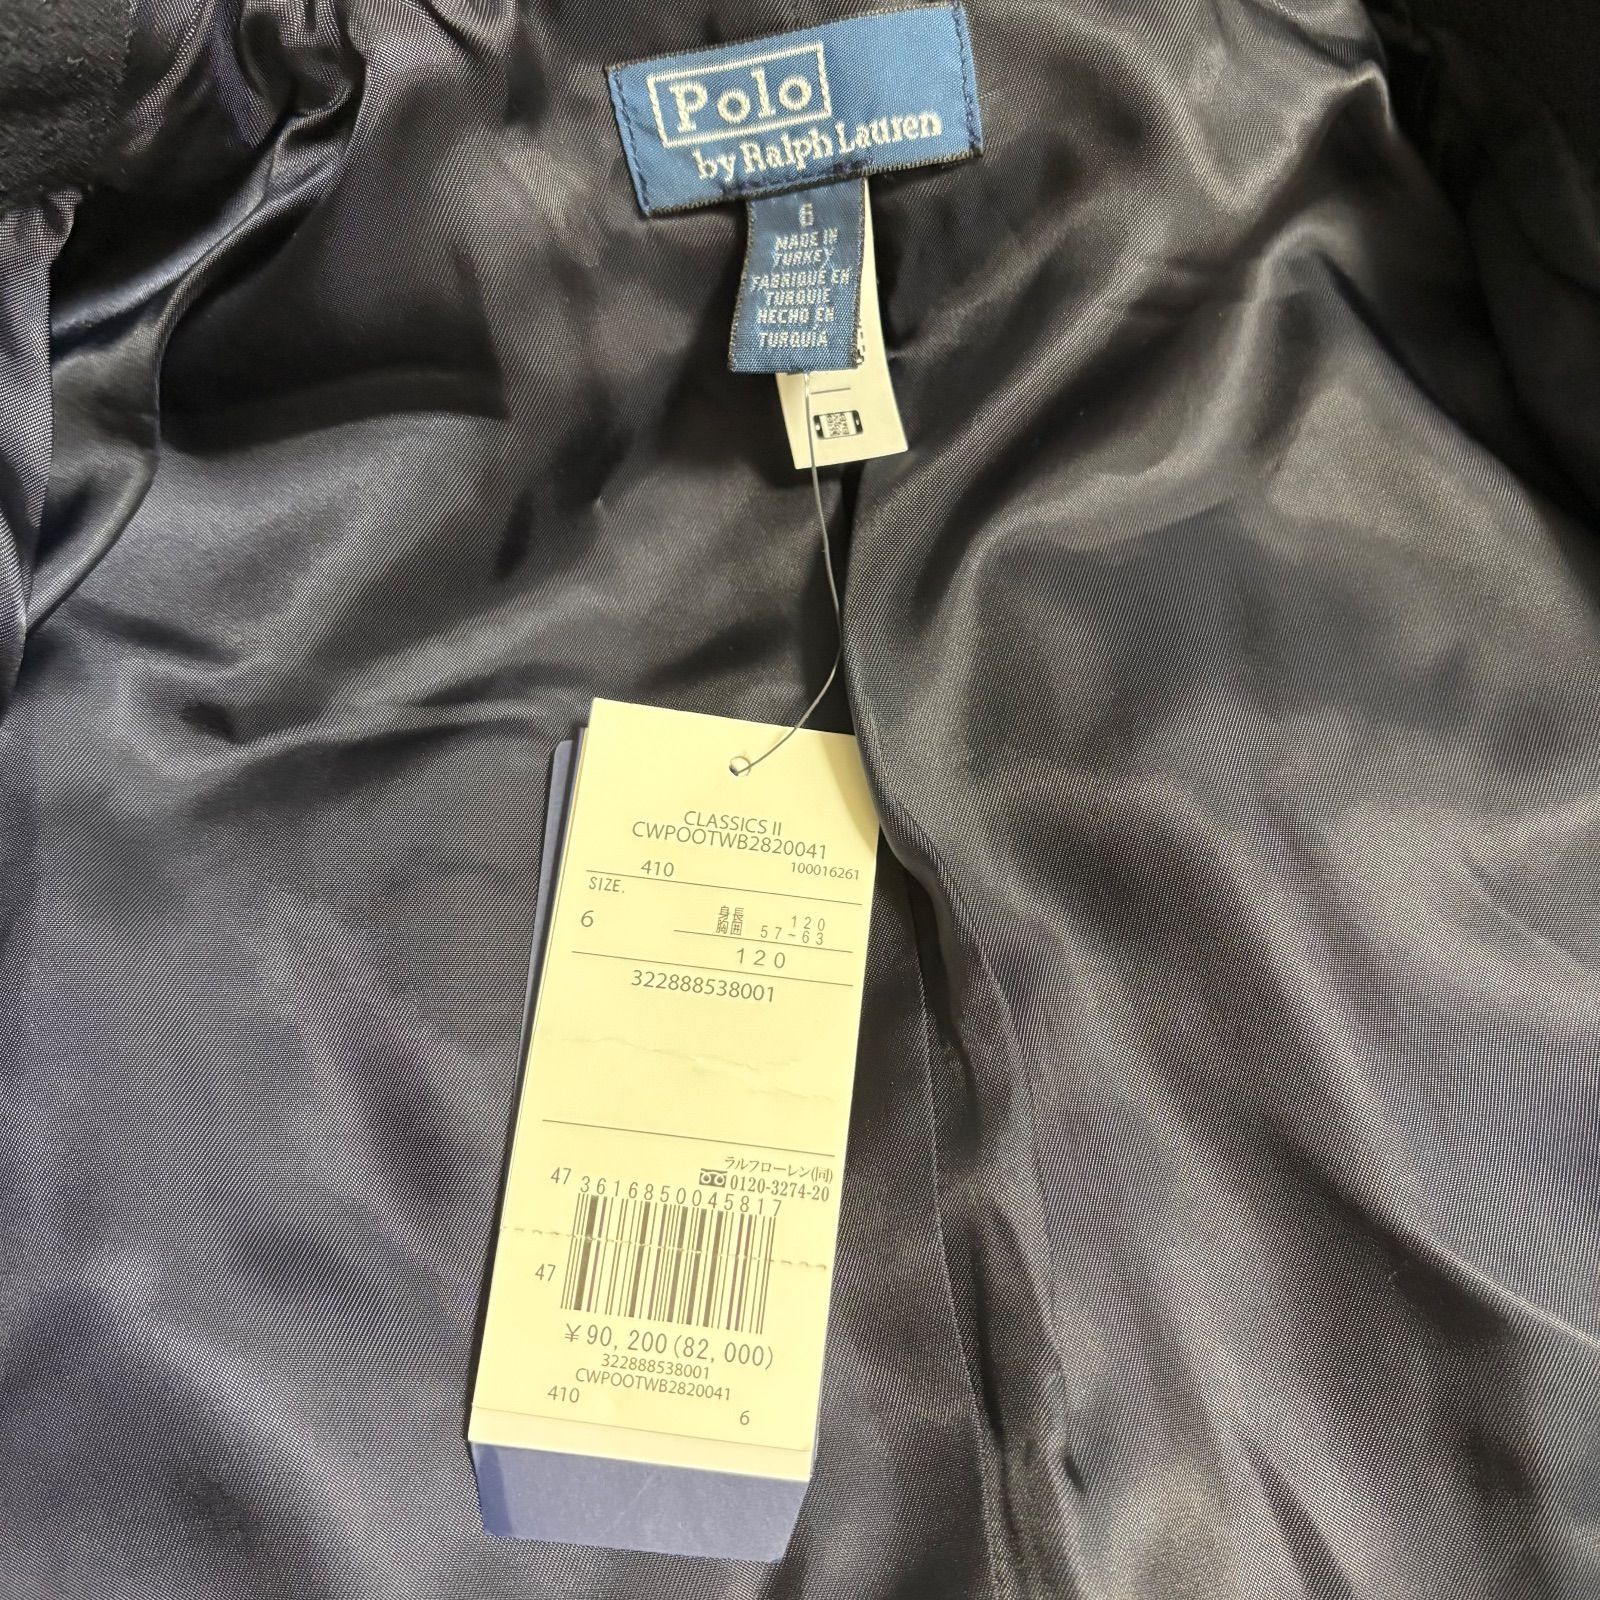 Polo
by Ralph Lauren
6
MADE IN
TURKEY
FABRIQUÉ EN
TURQUIE
HECHO EN
TURQUÍA
CLASSICS II
CWPOOTWB2820041
410 100016261
SIZE.
6 身長 120
胸囲 57~63
120
322888538001
ラルフローレン(同)
0120-3274-20
47 3616850045817
47
¥90,200(82,000)
322888538001
CWPOOTWB2820041
410 6